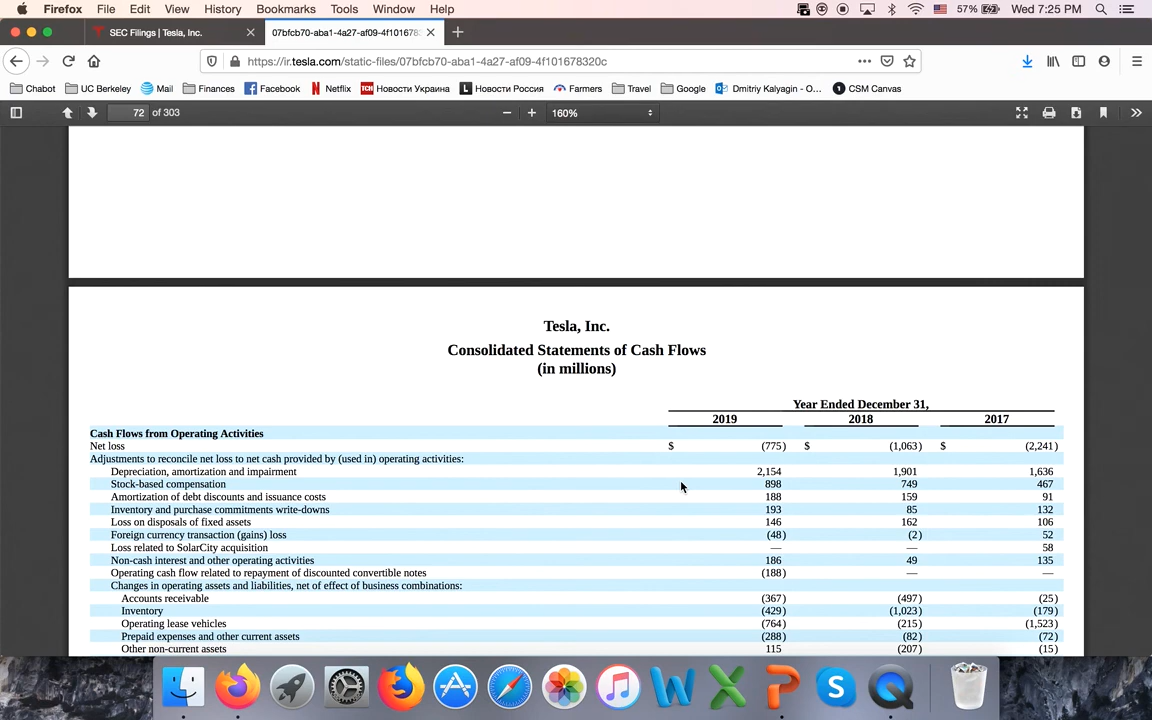 Firefox File Edit View History Bookmarks Tools Window Help 57% Wed 7:25 PM
SEC Filings | Tesla, Inc. 07bfcb70-aba1-4a27-af09-4f101678
https://ir.tesla.com/static-files/07bfcb70-aba1-4a27-af09-4f101678320c
Chabot UC Berkeley Mail Finances Facebook Netflix ТСН Новости Украина L Новости Россия Farmers Travel Google Dmitriy Kalyagin - O... CSM Canvas
72 of 303 160%
Tesla, Inc.
Consolidated Statements of Cash Flows
(in millions)
Year Ended December 31,
2019 2018 2017
Cash Flows from Operating Activities
Net loss $ (775) $ (1,063) $ (2,241)
Adjustments to reconcile net loss to net cash provided by (used in) operating activities:
Depreciation, amortization and impairment 2,154 1,901 1,636
Stock-based compensation 898 749 467
Amortization of debt discounts and issuance costs 188 159 91
Inventory and purchase commitments write-downs 193 85 132
Loss on disposals of fixed assets 146 162 106
Foreign currency transaction (gains) loss (48) (2) 52
Loss related to SolarCity acquisition — — 58
Non-cash interest and other operating activities 186 49 135
Operating cash flow related to repayment of discounted convertible notes (188) — —
Changes in operating assets and liabilities, net of effect of business combinations:
Accounts receivable (367) (497) (25)
Inventory (429) (1,023) (179)
Operating lease vehicles (764) (215) (1,523)
Prepaid expenses and other current assets (288) (82) (72)
Other non-current assets 115 (207) (15)